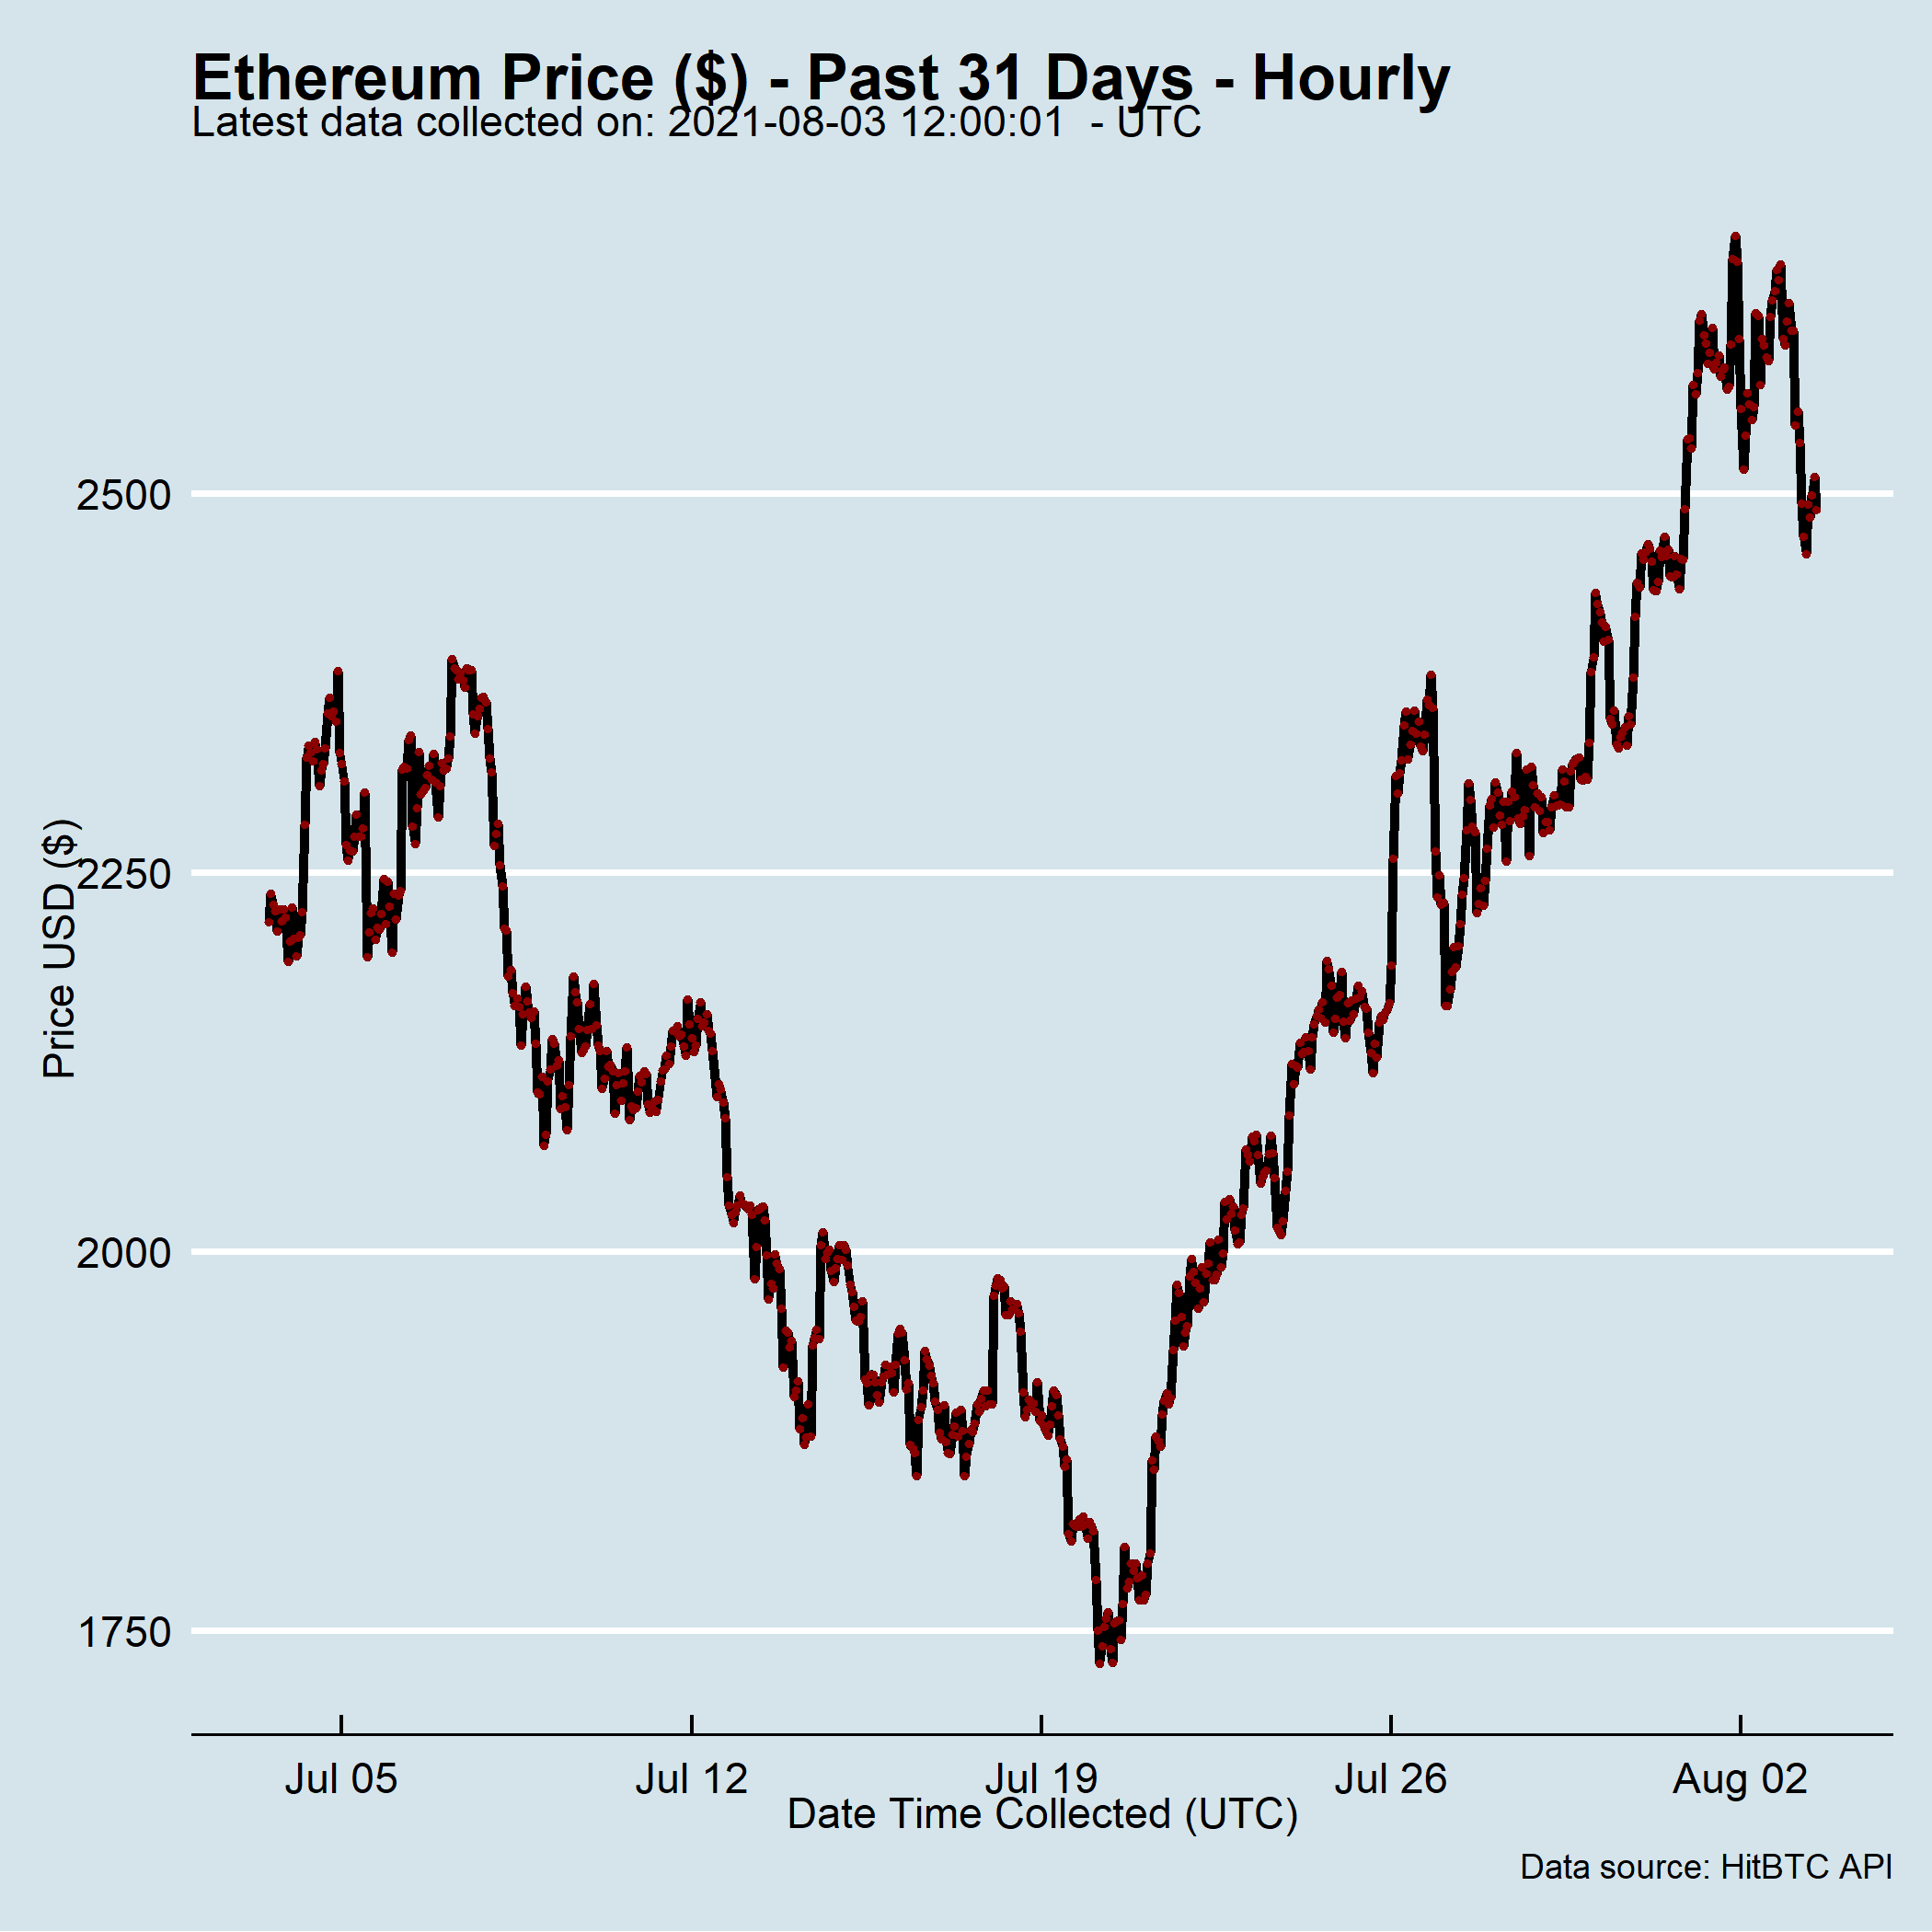 Ethereum Price ($) - Past 31 Days - Hourly
Latest data collected on: 2021-08-03 12:00:01  - UTC
Price USD ($)
2500
2250
2000
1750
Jul 05
Jul 12
Jul 19
Jul 26
Aug 02
Date Time Collected (UTC)
Data source: HitBTC API